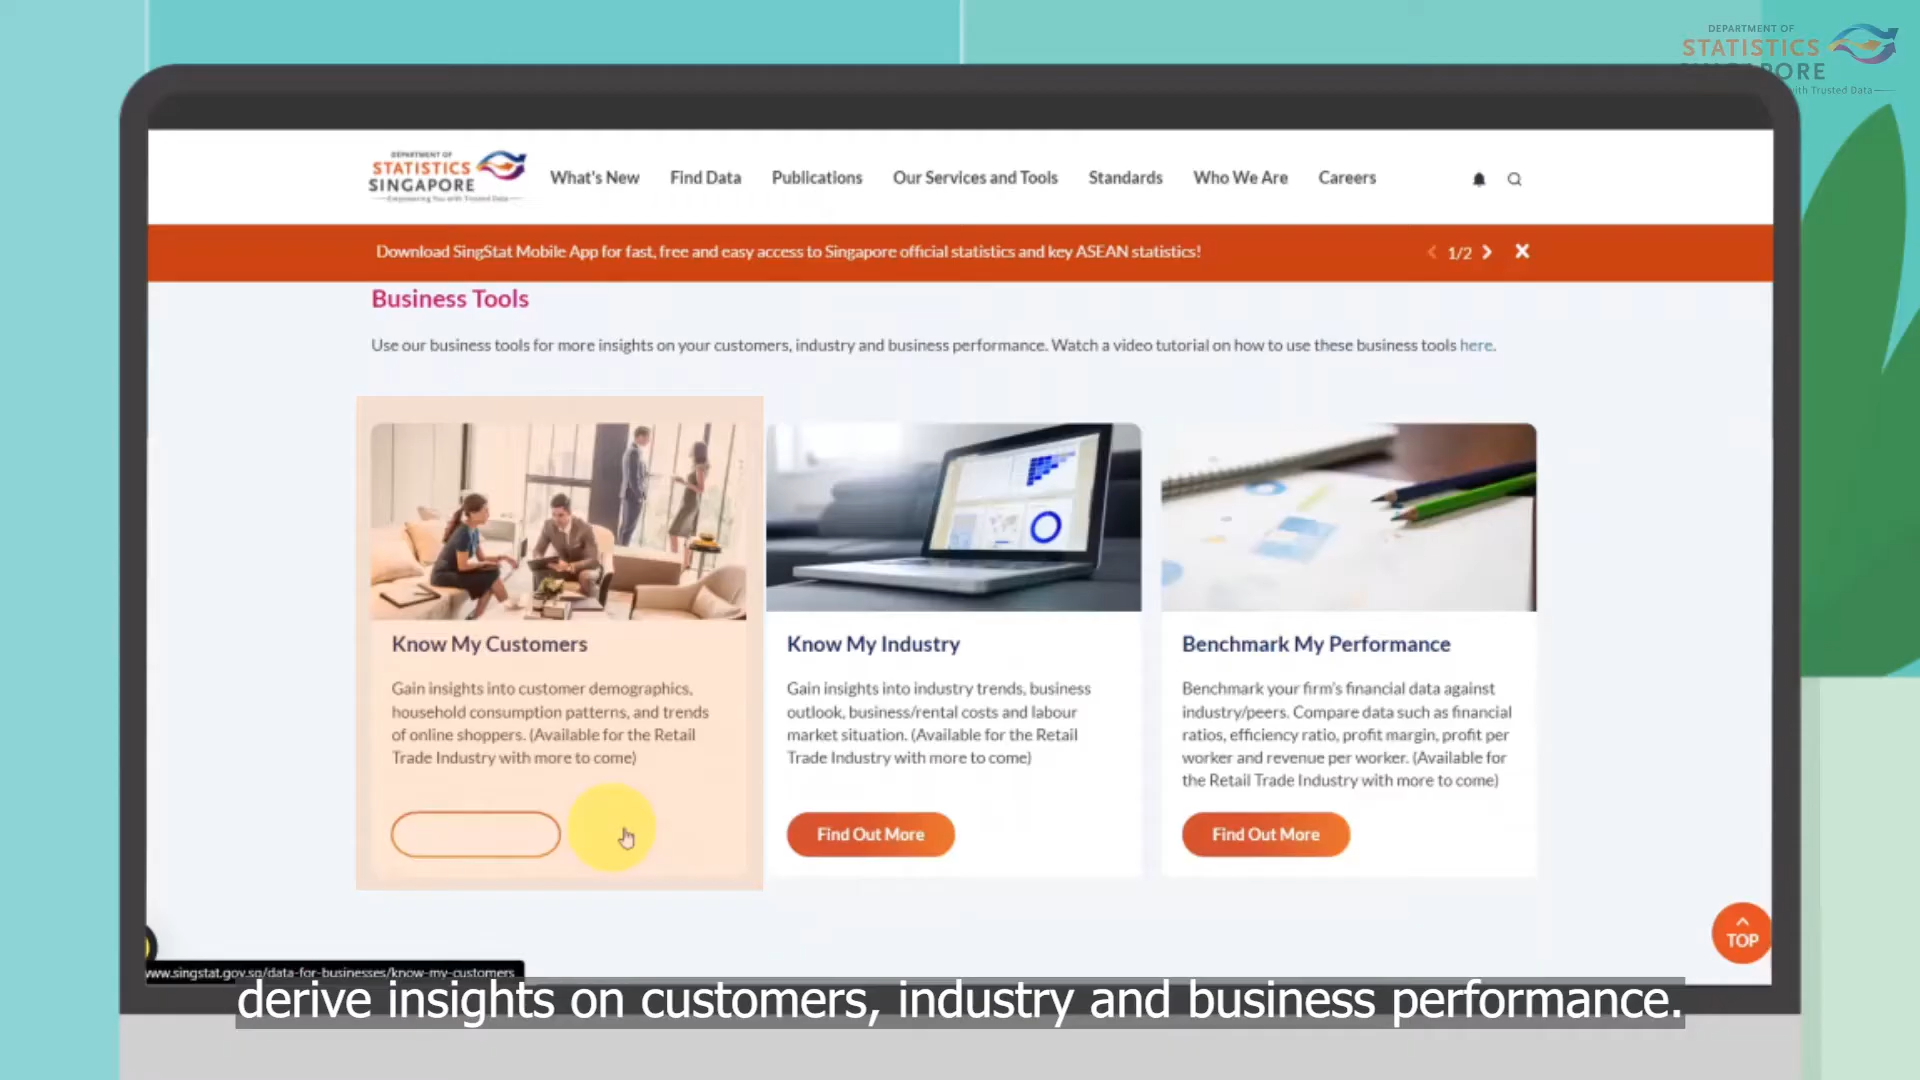 DEPARTMENT OF
STATISTICS
SINGAPORE
with Trusted Data
DEPARTMENT OF
STATISTICS
SINGAPORE
Empowering You with Trusted Data
What's New
Find Data
Publications
Our Services and Tools
Standards
Who We Are
Careers
Download SingStat Mobile App for fast, free and easy access to Singapore official statistics and key ASEAN statistics!
1/2
Business Tools
Use our business tools for more insights on your customers, industry and business performance. Watch a video tutorial on how to use these business tools here.
Know My Customers
Gain insights into customer demographics,
household consumption patterns, and trends
of online shoppers. (Available for the Retail
Trade Industry with more to come)
Know My Industry
Gain insights into industry trends, business
outlook, business/rental costs and labour
market situation. (Available for the Retail
Trade Industry with more to come)
Find Out More
Benchmark My Performance
Benchmark your firm's financial data against
industry/peers. Compare data such as financial
ratios, efficiency ratio, profit margin, profit per
worker and revenue per worker. (Available for
the Retail Trade Industry with more to come)
Find Out More
TOP
www.singstat.gov.sg/data-for-businesses/know-my-customers
derive insights on customers, industry and business performance.